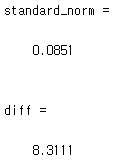 standard_norm =
0.0851
diff =
8.3111